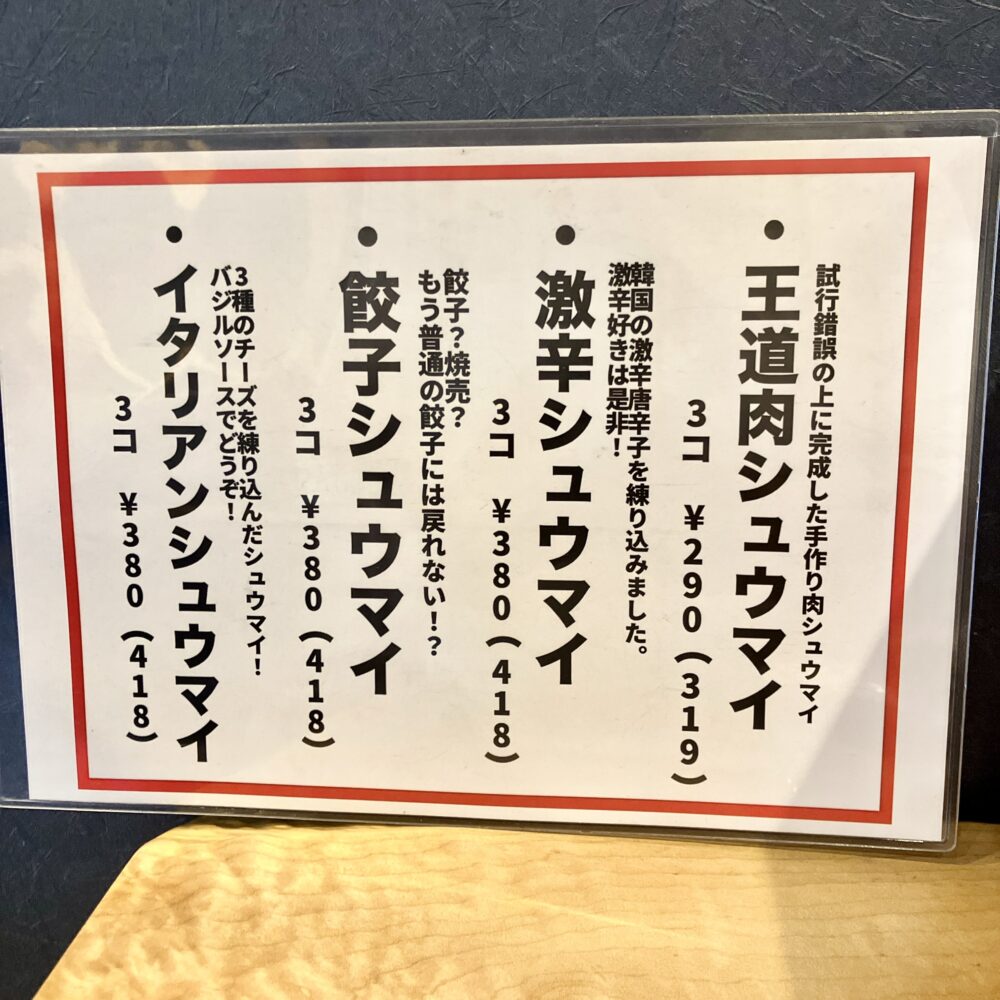 試行錯誤の上に完成した手作り肉シュウマイ
● 王道肉シュウマイ
3コ ¥290(319)
韓国の激辛唐辛子を練り込みました。
激辛好きは是非!
● 激辛シュウマイ
3コ ¥380(418)
餃子?焼売?
もう普通の餃子には戻れない!?
● 餃子シュウマイ
3コ ¥380(418)
3種のチーズを練り込んだシュウマイ!
バジルソースでどうぞ!
● イタリアンシュウマイ
3コ ¥380(418)